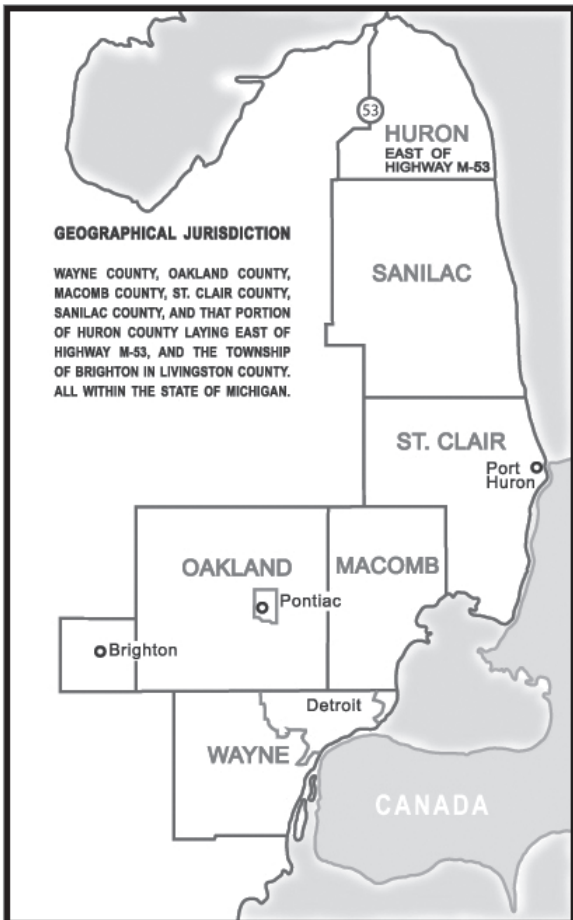 53
HURON
EAST OF
HIGHWAY M-53
GEOGRAPHICAL JURISDICTION
WAYNE COUNTY, OAKLAND COUNTY,
MACOMB COUNTY, ST. CLAIR COUNTY,
SANILAC COUNTY, AND THAT PORTION
OF HURON COUNTY LAYING EAST OF
HIGHWAY M-53, AND THE TOWNSHIP
OF BRIGHTON IN LIVINGSTON COUNTY.
ALL WITHIN THE STATE OF MICHIGAN.
SANILAC
ST. CLAIR
Port
Huron
OAKLAND
MACOMB
Pontiac
Brighton
Detroit
WAYNE
CANADA